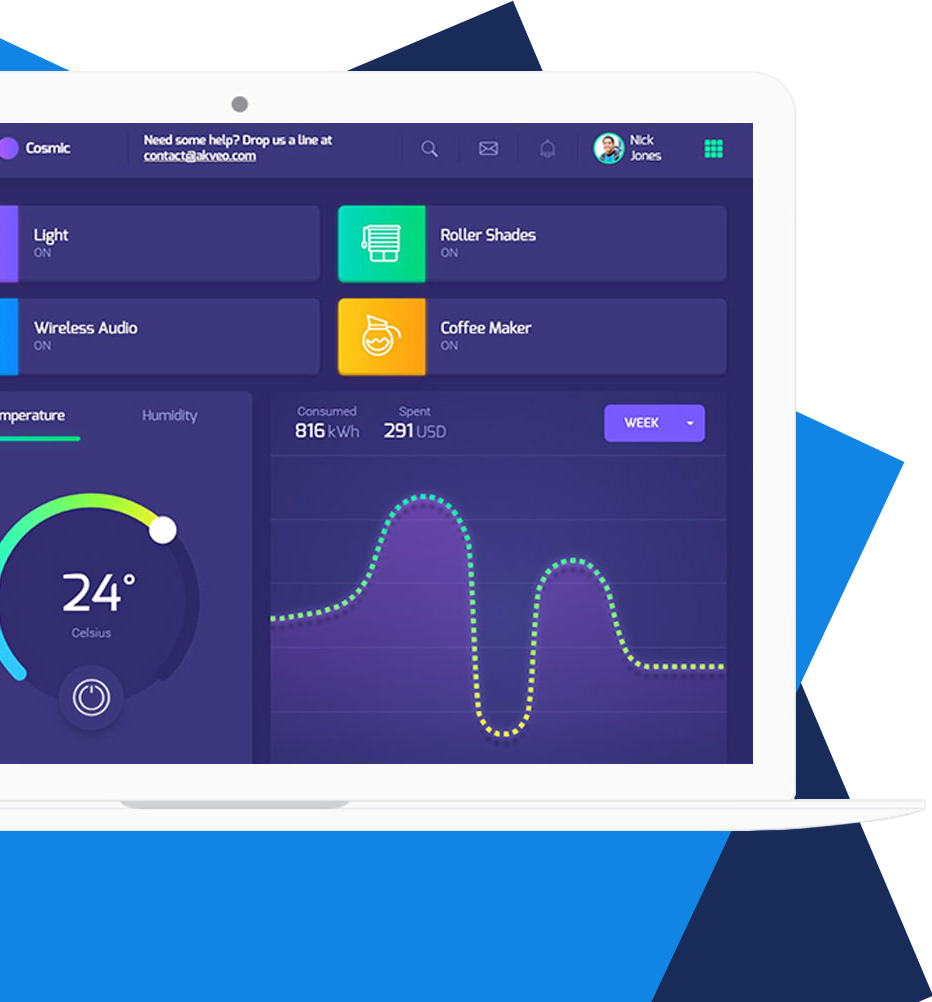 Cosmic
Need some help? Drop us a line at
contact@akveo.com
Nick
Jones
Light
ON
Roller Shades
ON
Wireless Audio
ON
Coffee Maker
ON
mperature
Humidity
Consumed
816 kWh
Spent
291 USD
WEEK
24°
Celsius